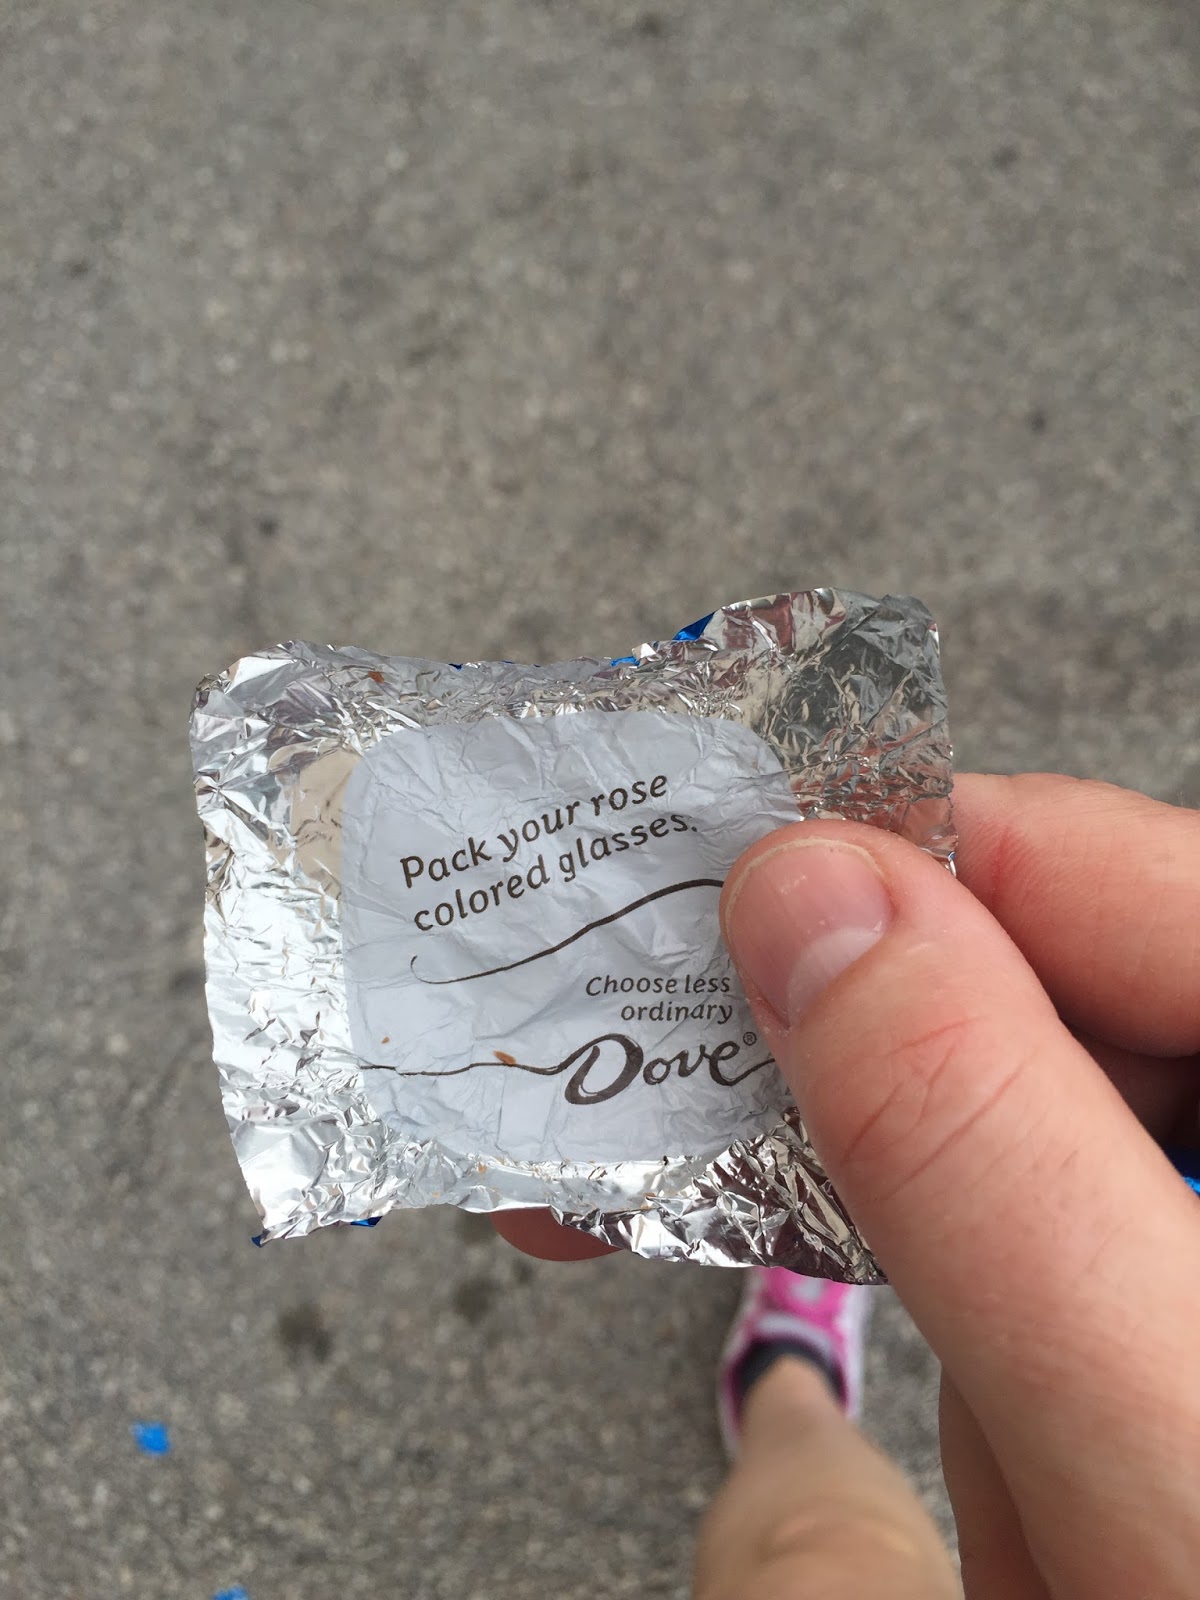 Pack your rose
colored glasses.
Choose less
ordinary
Dove®